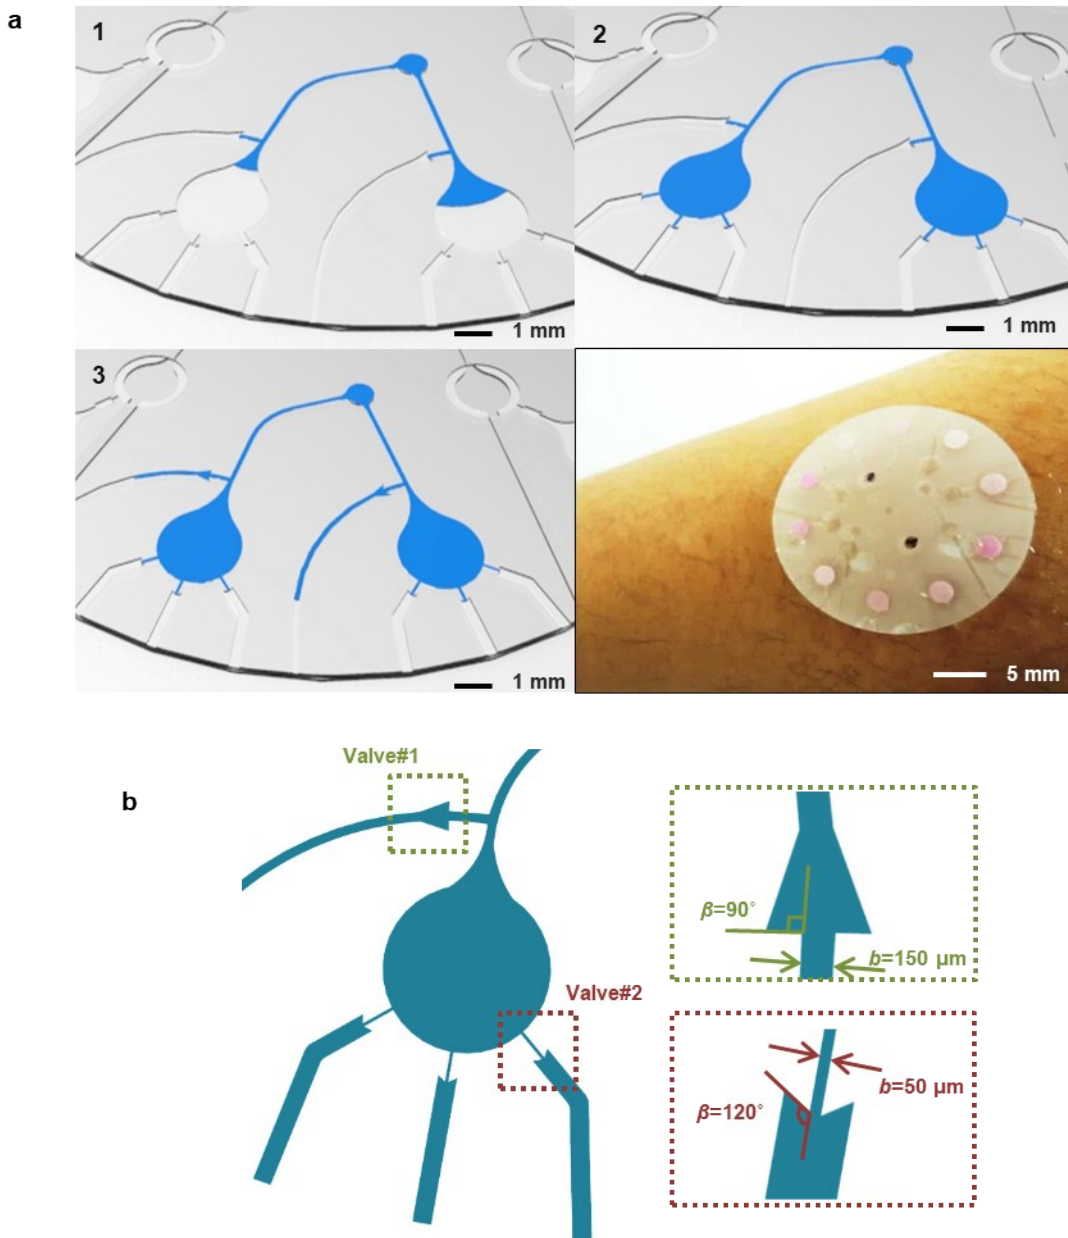 a
1
1 mm
2
1 mm
3
1 mm
5 mm
b
Valve#1
Valve#2
β=90°
b=150 μm
β=120°
b=50 μm